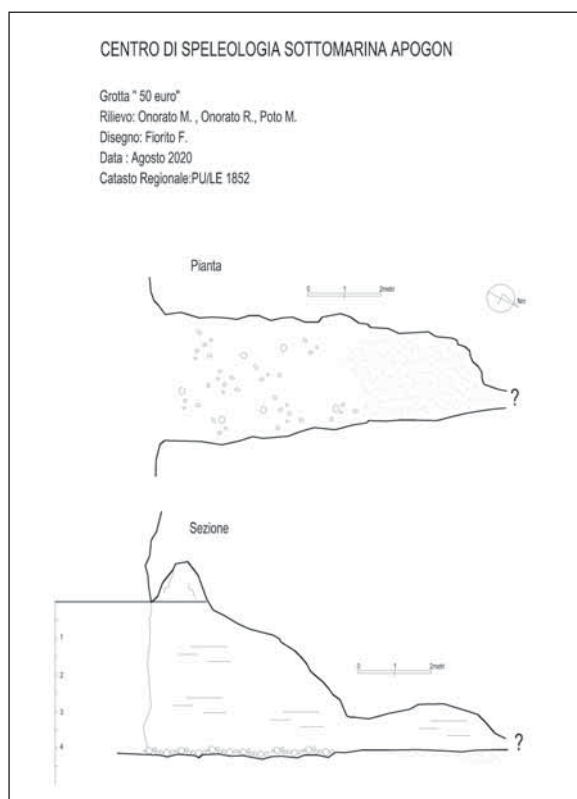 CENTRO DI SPELEOLOGIA SOTTOMARINA APOGON
Grotta " 50 euro"
Rilievo: Onorato M. , Onorato R., Poto M.
Disegno: Fiorito F.
Data : Agosto 2020
Catasto Regionale:PU/LE 1852
Pianta
0 1 2metri
?
Sezione
1
2
0 1 2metri
3
4
?